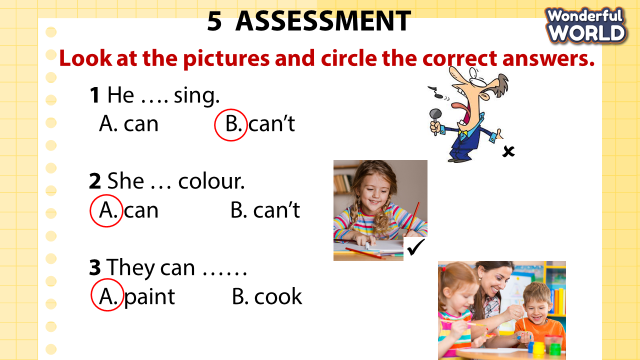 5 ASSESSMENT
Wonderful
WORLD
Look at the pictures and circle the correct answers.
1 He …. sing.
A. can B. can’t
2 She … colour.
A. can B. can’t
3 They can ……
A. paint B. cook